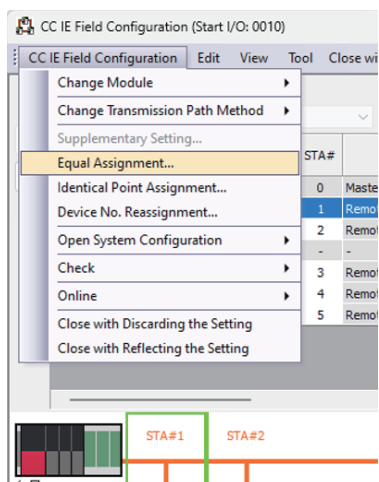 CC IE Field Configuration (Start I/O: 0010)
CC IE Field Configuration Edit View Tool Close wi
Change Module
Change Transmission Path Method
Supplementary Setting...
Equal Assignment...
Identical Point Assignment...
Device No. Reassignment...
Open System Configuration
Check
Online
Close with Discarding the Setting
Close with Reflecting the Setting
STA#
0 Maste
1 Remot
2 Remot
- -
3 Remot
4 Remot
5 Remot
STA#1 STA#2